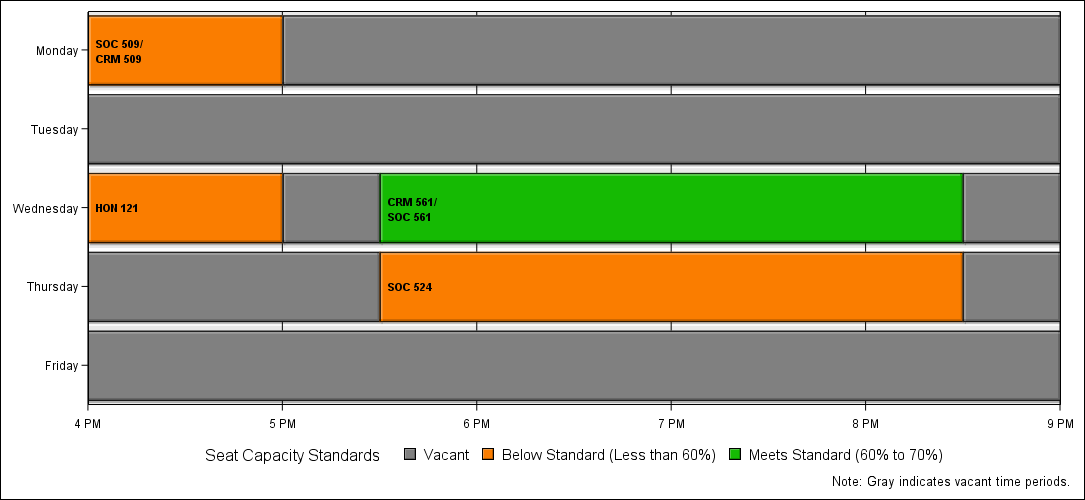 Monday
SOC 509/
CRM 509
Tuesday
Wednesday
HON 121
CRM 561/
SOC 561
Thursday
SOC 524
Friday
4 PM 5 PM 6 PM 7 PM 8 PM 9 PM
Seat Capacity Standards Vacant Below Standard (Less than 60%) Meets Standard (60% to 70%)
Note: Gray indicates vacant time periods.